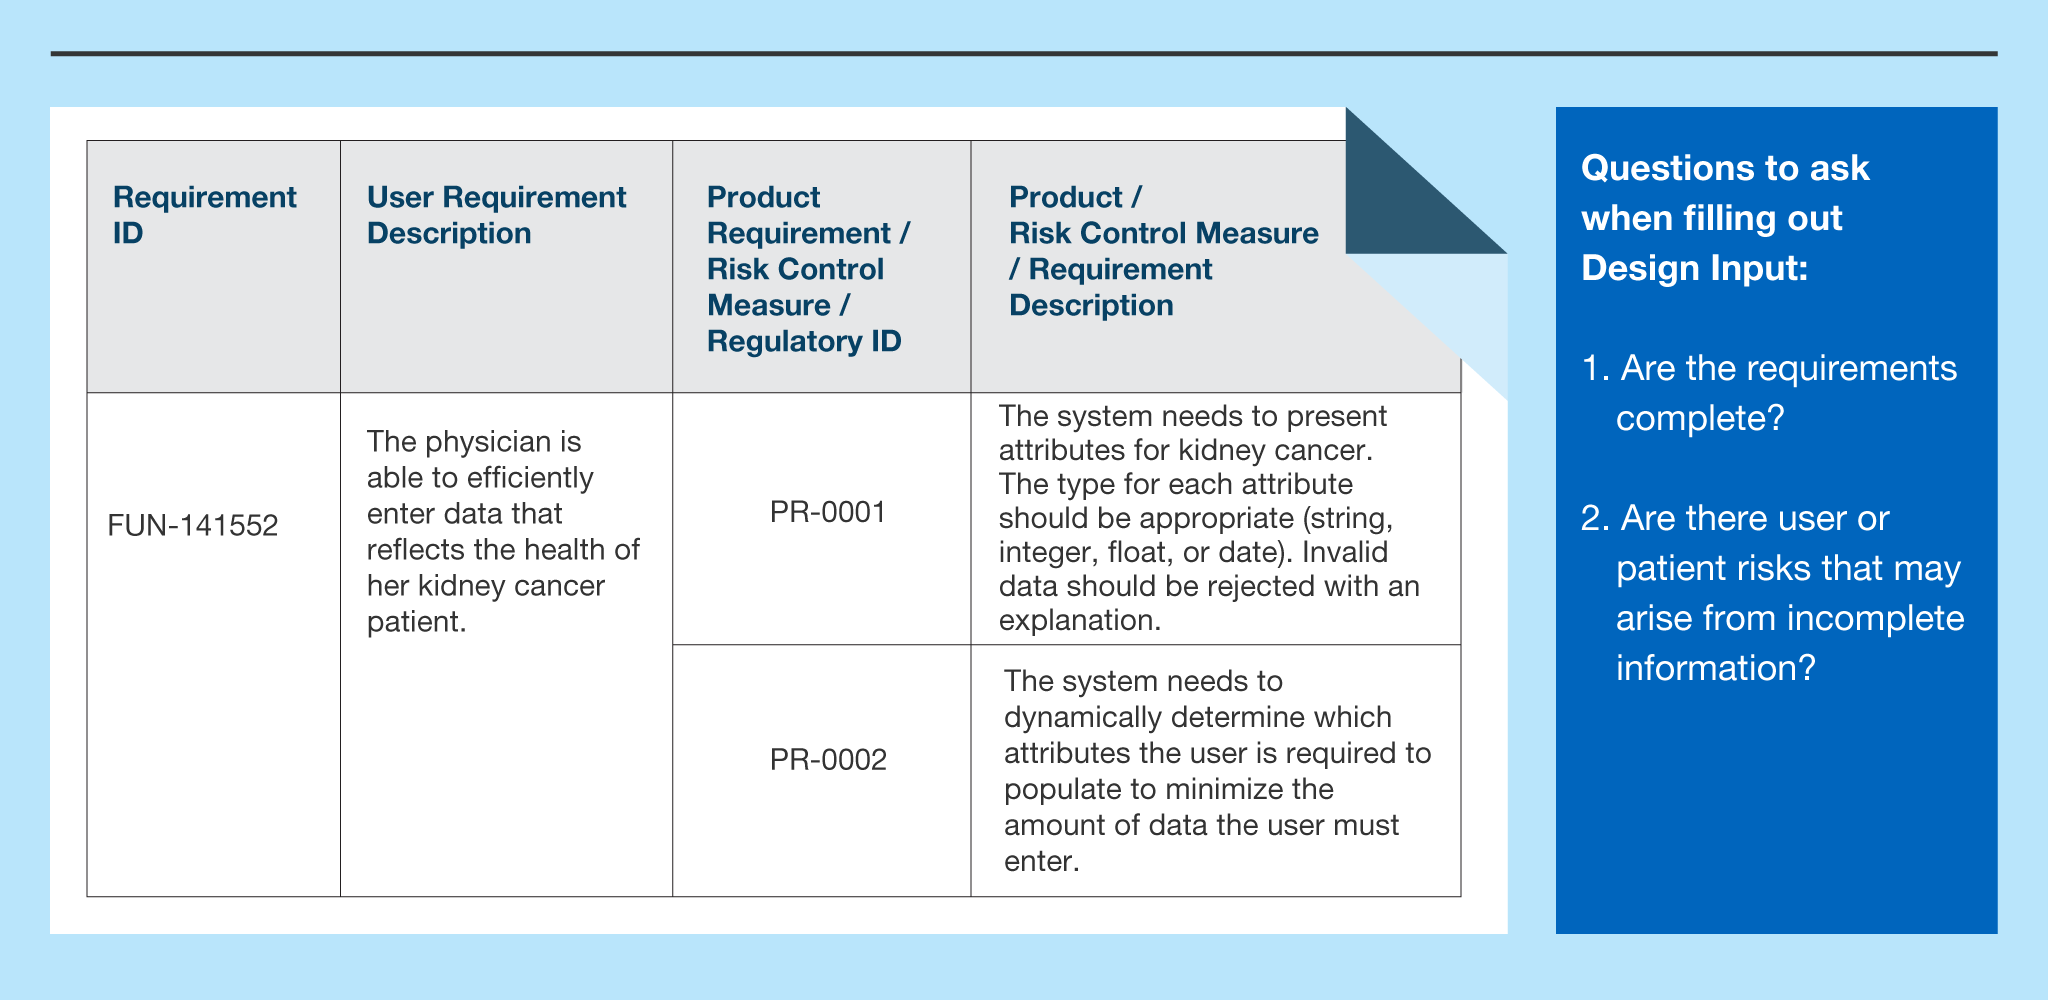 Requirement
ID
User Requirement
Description
Product
Requirement /
Risk Control
Measure /
Regulatory ID
Product /
Risk Control Measure
/ Requirement
Description
FUN-141552
The physician is
able to efficiently
enter data that
reflects the health of
her kidney cancer
patient.
PR-0001
The system needs to present
attributes for kidney cancer.
The type for each attribute
should be appropriate (string,
integer, float, or date). Invalid
data should be rejected with an
explanation.
PR-0002
The system needs to
dynamically determine which
attributes the user is required to
populate to minimize the
amount of data the user must
enter.
Questions to ask
when filling out
Design Input:
1. Are the requirements
complete?
2. Are there user or
patient risks that may
arise from incomplete
information?